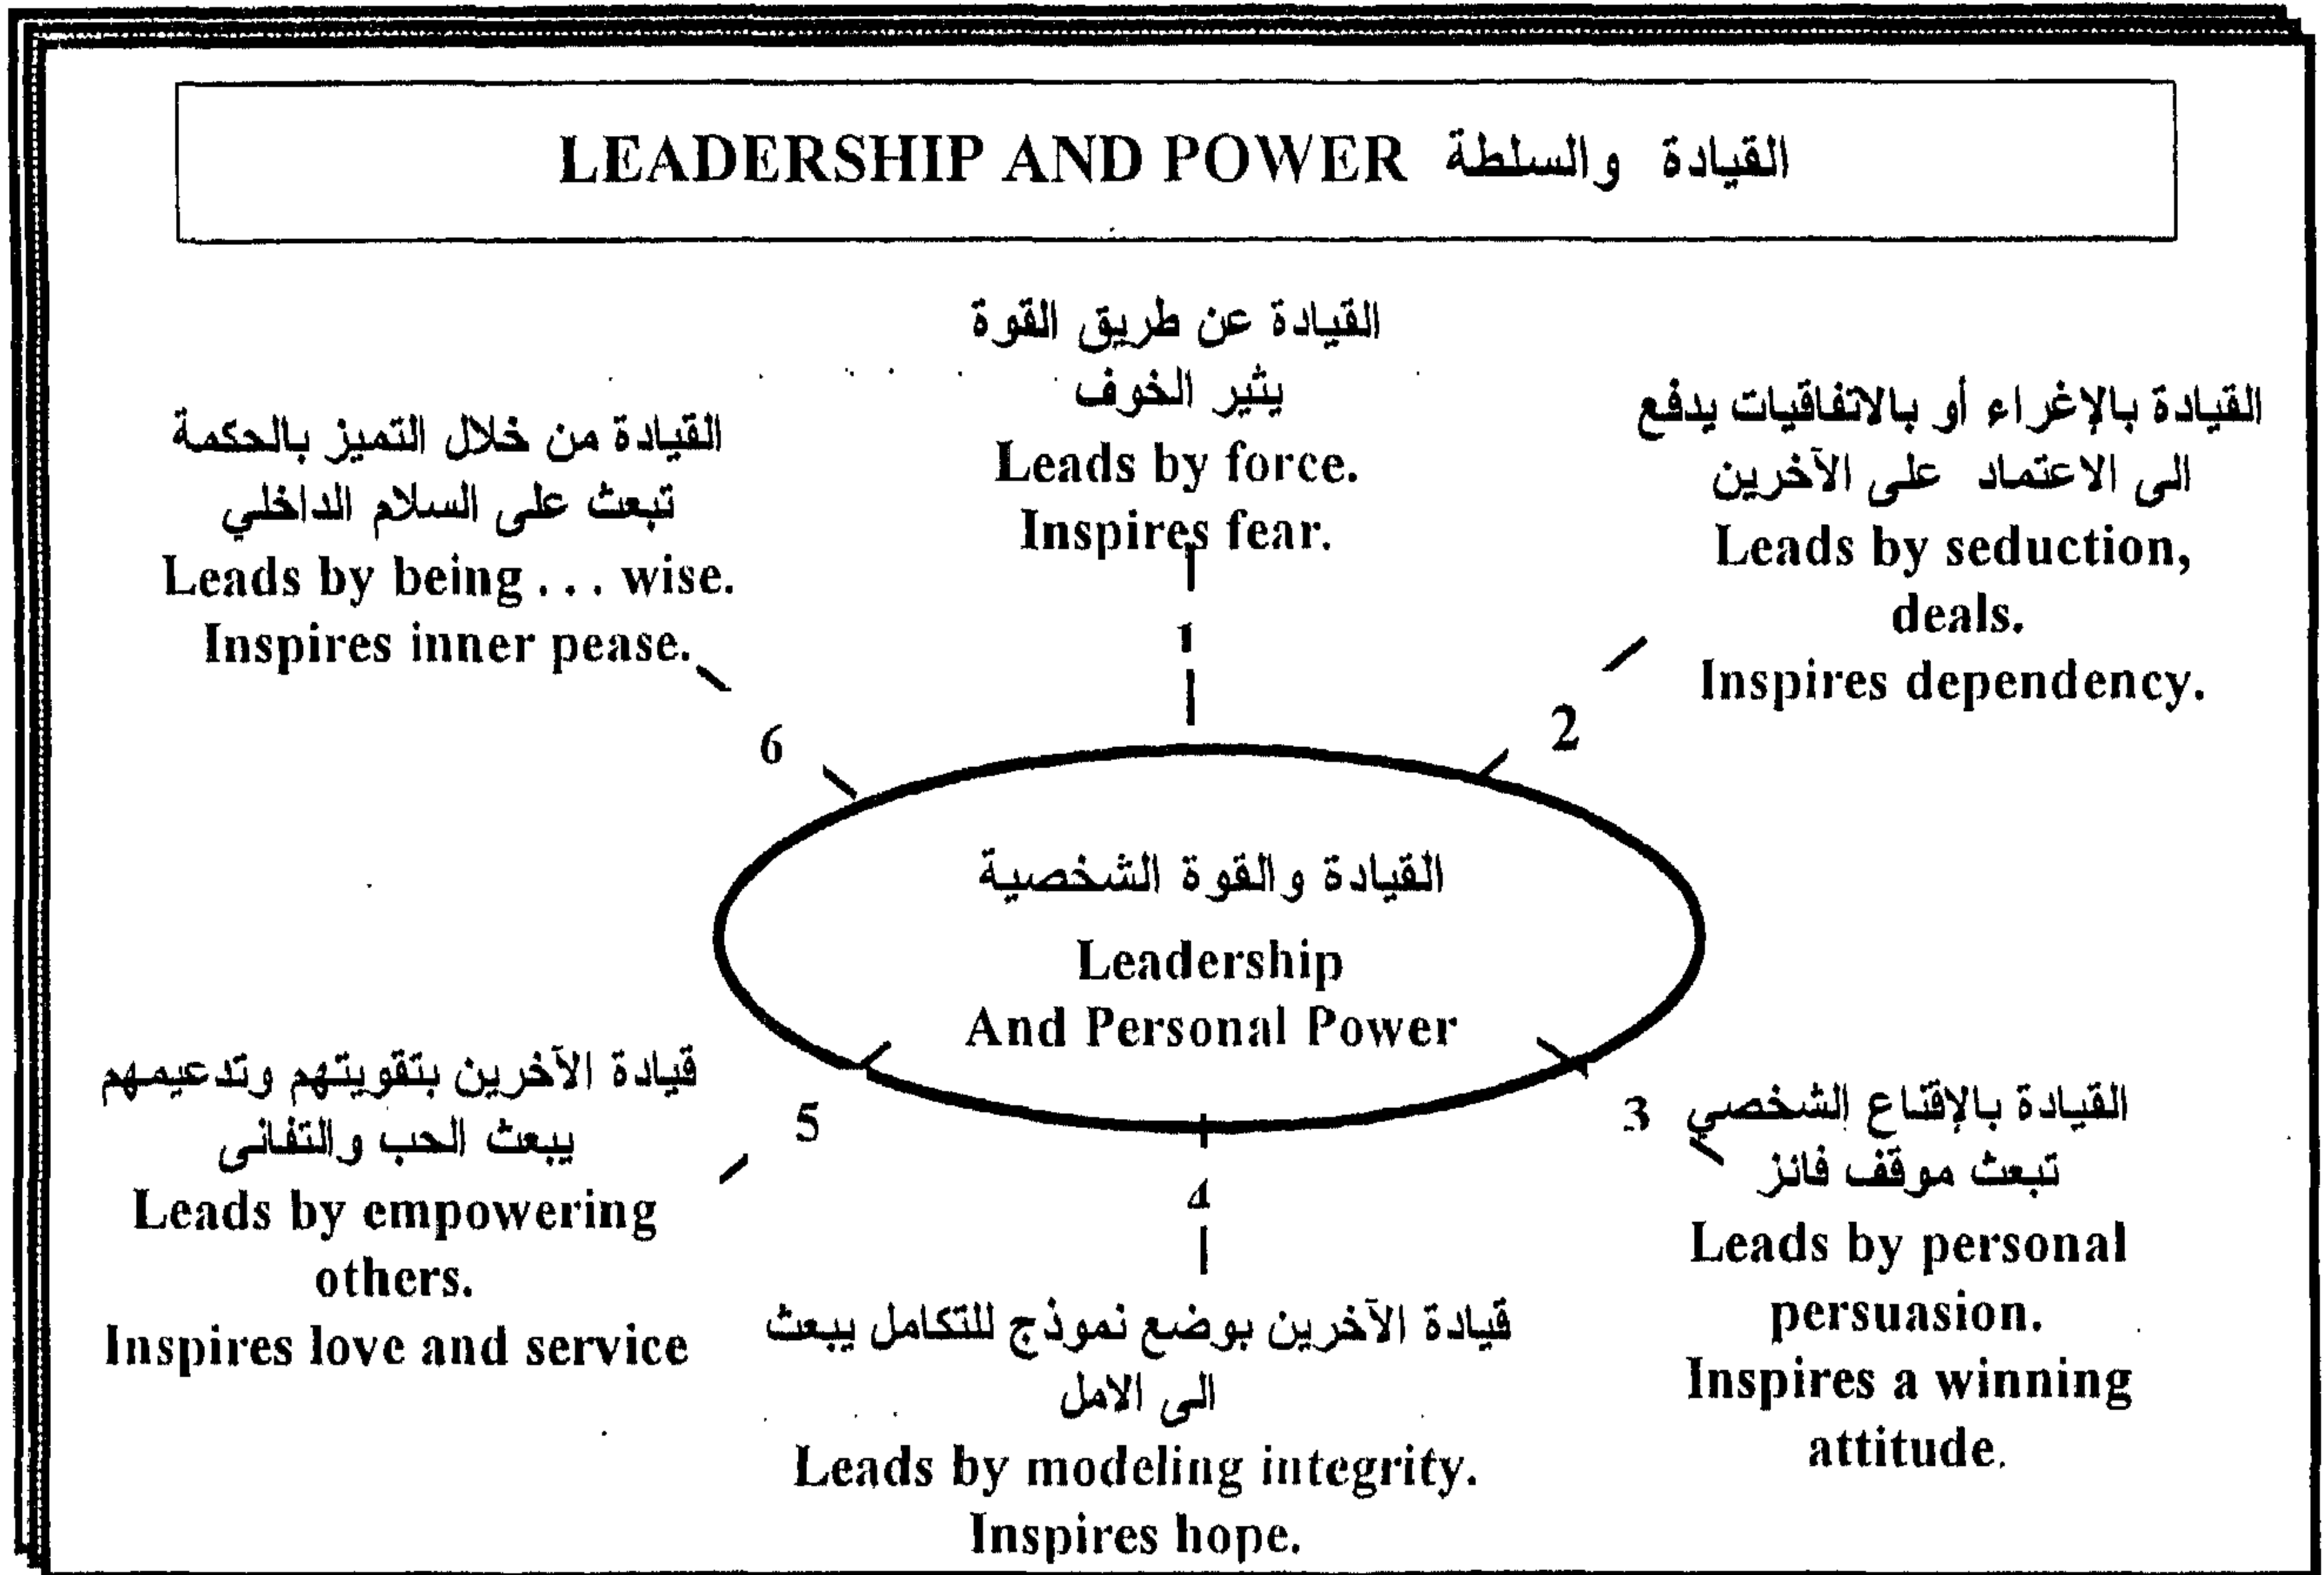 LEADERSHIP AND POWER القيادة والسلطة
القيادة عن طريق القوة
يثير الخوف
Leads by force.
Inspires fear.
1
القيادة بالإغراء أو بالاتفاقيات يدفع
الى الاعتماد على الآخرين
Leads by seduction,
deals.
Inspires dependency.
2
القيادة من خلال التميز بالحكمة
تبعث على السلام الداخلي
Leads by being . . . wise.
Inspires inner pease.
6
القيادة والقوة الشخصية
Leadership
And Personal Power
القيادة بالإقناع الشخصي
تبعث موقف فائز
Leads by personal
persuasion.
Inspires a winning
attitude.
3
4
قيادة الآخرين بوضع نموذج للتكامل يبعث
الى الامل
Leads by modeling integrity.
Inspires hope.
5
قيادة الآخرين بتقويتهم وتدعيمهم
يبعث الحب والتفانى
Leads by empowering
others.
Inspires love and service